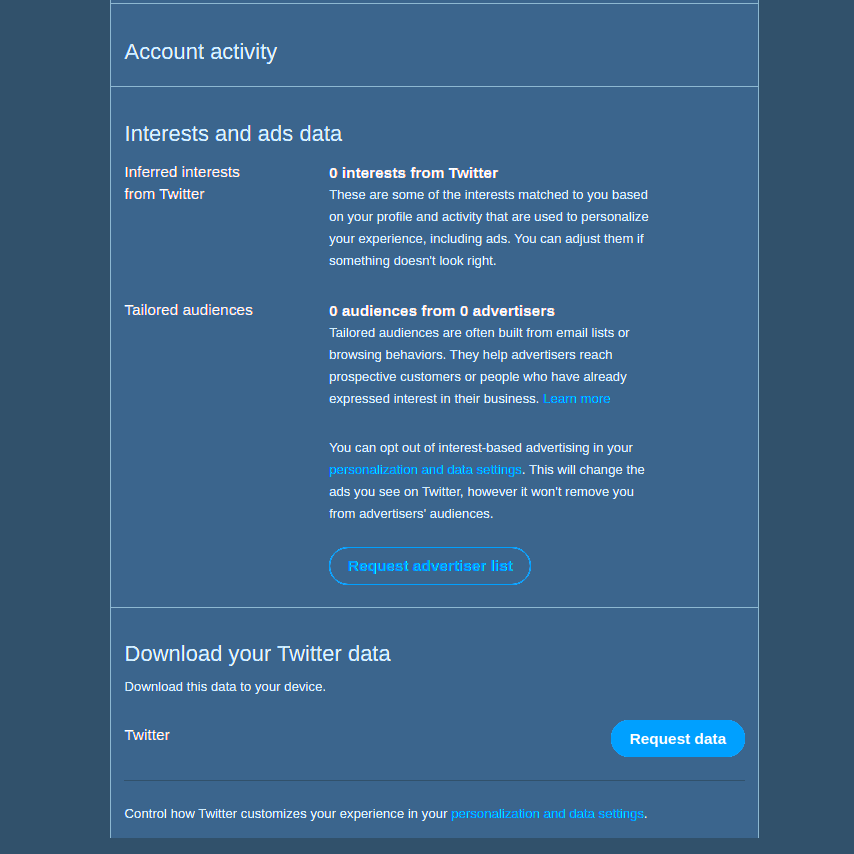 Account activity
Interests and ads data
Inferred interests
from Twitter
0 interests from Twitter
These are some of the interests matched to you based
on your profile and activity that are used to personalize
your experience, including ads. You can adjust them if
something doesn't look right.
Tailored audiences
0 audiences from 0 advertisers
Tailored audiences are often built from email lists or
browsing behaviors. They help advertisers reach
prospective customers or people who have already
expressed interest in their business. Learn more
You can opt out of interest-based advertising in your
personalization and data settings. This will change the
ads you see on Twitter, however it won't remove you
from advertisers' audiences.
Request advertiser list
Download your Twitter data
Download this data to your device.
Twitter
Request data
Control how Twitter customizes your experience in your personalization and data settings.